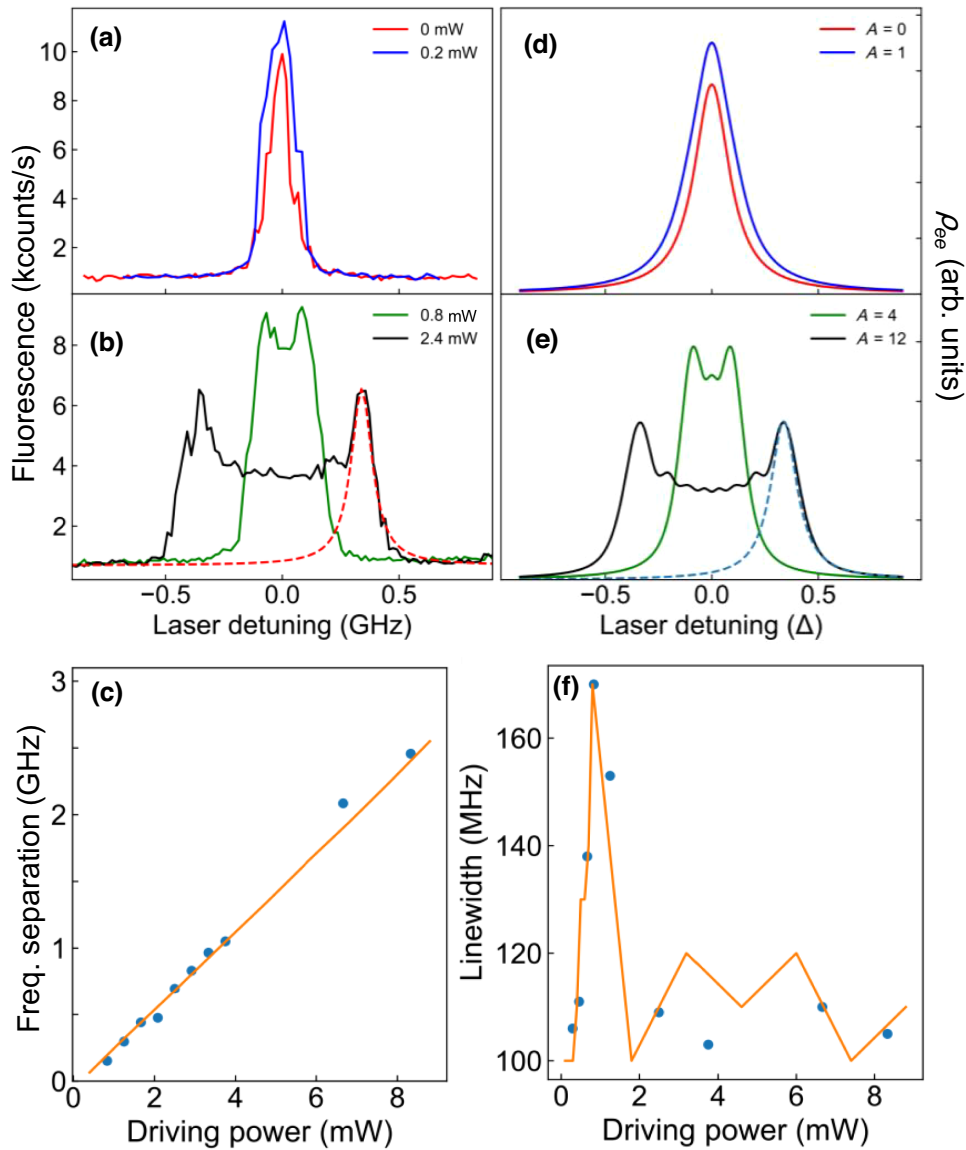 (a)
0 mW
0.2 mW
10
8
6
4
2
(b)
0.8 mW
2.4 mW
8
6
4
2
Fluorescence (kcounts/s)
−0.5
0.0
0.5
Laser detuning (GHz)
(d)
A = 0
A = 1
(e)
A = 4
A = 12
ρee (arb. units)
−0.5
0.0
0.5
Laser detuning (Δ)
(c)
3
2
1
0
Freq. separation (GHz)
0
2
4
6
8
Driving power (mW)
(f)
160
140
120
100
Linewidth (MHz)
0
2
4
6
8
Driving power (mW)